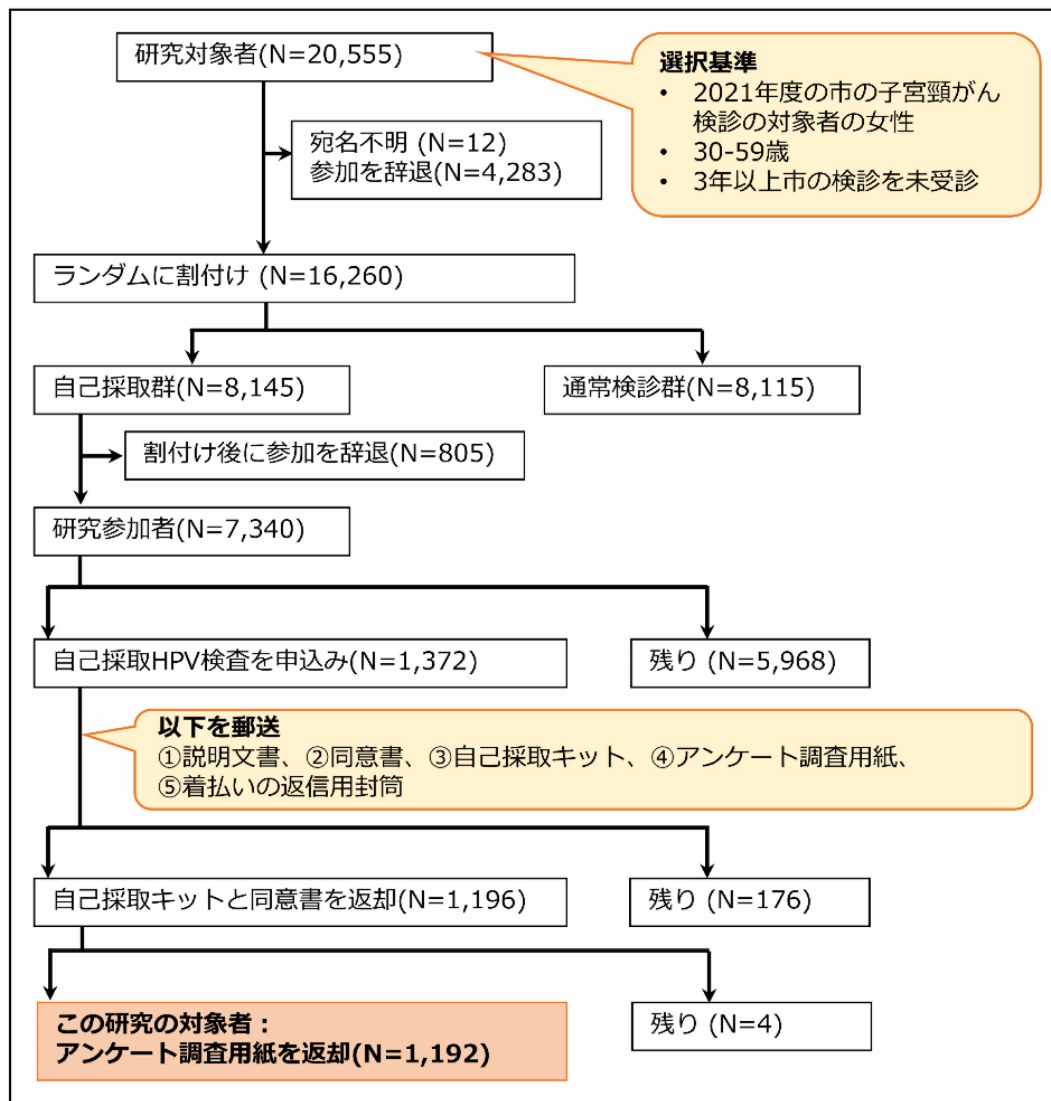 研究対象者(N=20,555)
選択基準
• 2021年度の市の子宮頸がん
検診の対象者の女性
• 30-59歳
• 3年以上市の検診を未受診
宛名不明 (N=12)
参加を辞退(N=4,283)
ランダムに割付け (N=16,260)
自己採取群(N=8,145)
通常検診群(N=8,115)
割付け後に参加を辞退(N=805)
研究参加者(N=7,340)
自己採取HPV検査を申込み(N=1,372)
残り (N=5,968)
以下を郵送
①説明文書、②同意書、③自己採取キット、④アンケート調査用紙、
⑤着払いの返信用封筒
自己採取キットと同意書を返却(N=1,196)
残り (N=176)
この研究の対象者：
アンケート調査用紙を返却(N=1,192)
残り (N=4)